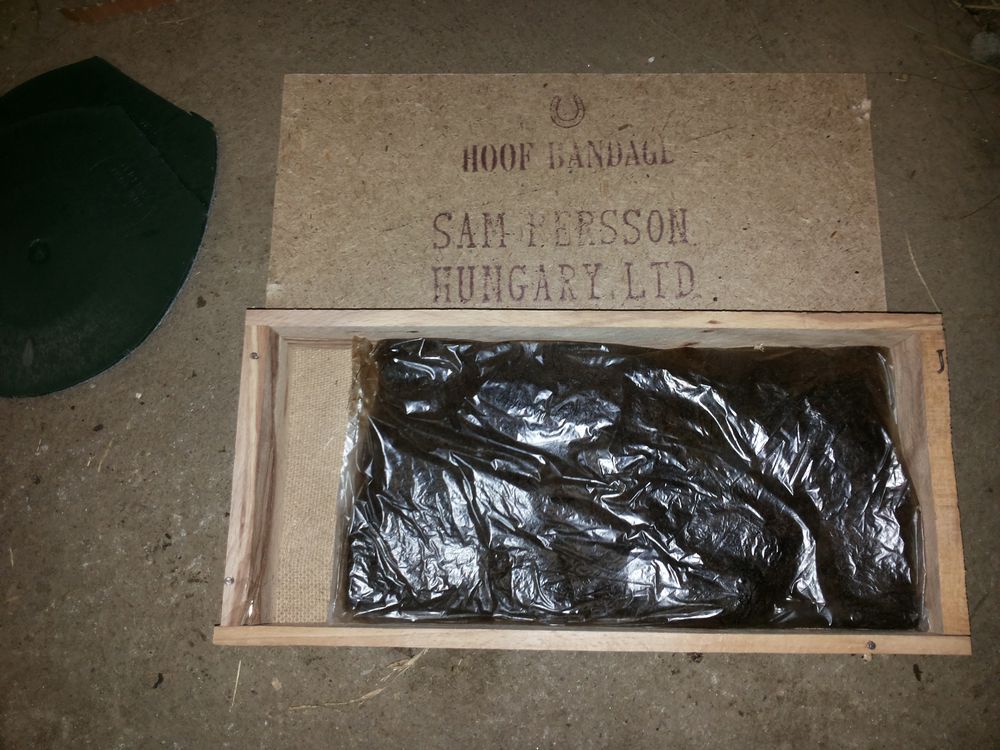 HOOF BANDAGE
SAM PERSSON
HUNGARY. LTD.
J